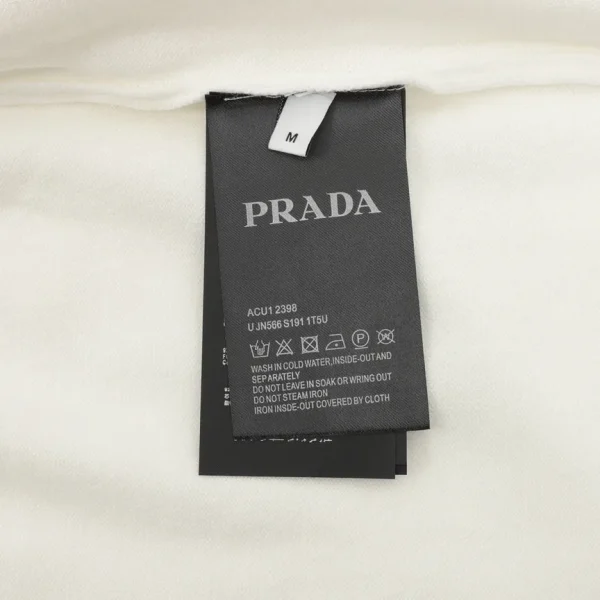 M
PRADA
ACU1 2398
U JN566 S191 1T5U
WASH IN COLD WATER,INSIDE-OUT AND
SEPARATELY
DO NOT LEAVE IN SOAK OR WRING OUT
DO NOT STEAM IRON
IRON INSDE-OUT COVERED BY CLOTH